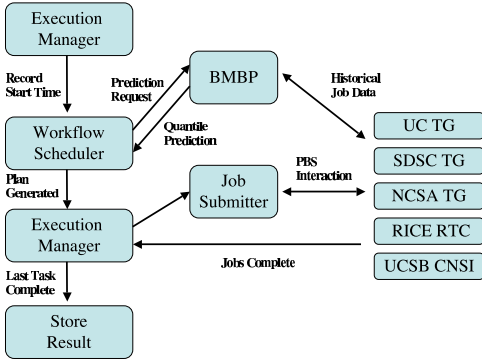 Execution
Manager
Record
Start Time
Prediction
Request
BMBP
Historical
Job Data
Quantile
Prediction
Workflow
Scheduler
UC TG
SDSC TG
NCSA TG
RICE RTC
UCSB CNSI
Plan
Generated
Job
Submitter
PBS
Interaction
Execution
Manager
Jobs Complete
Last Task
Complete
Store
Result